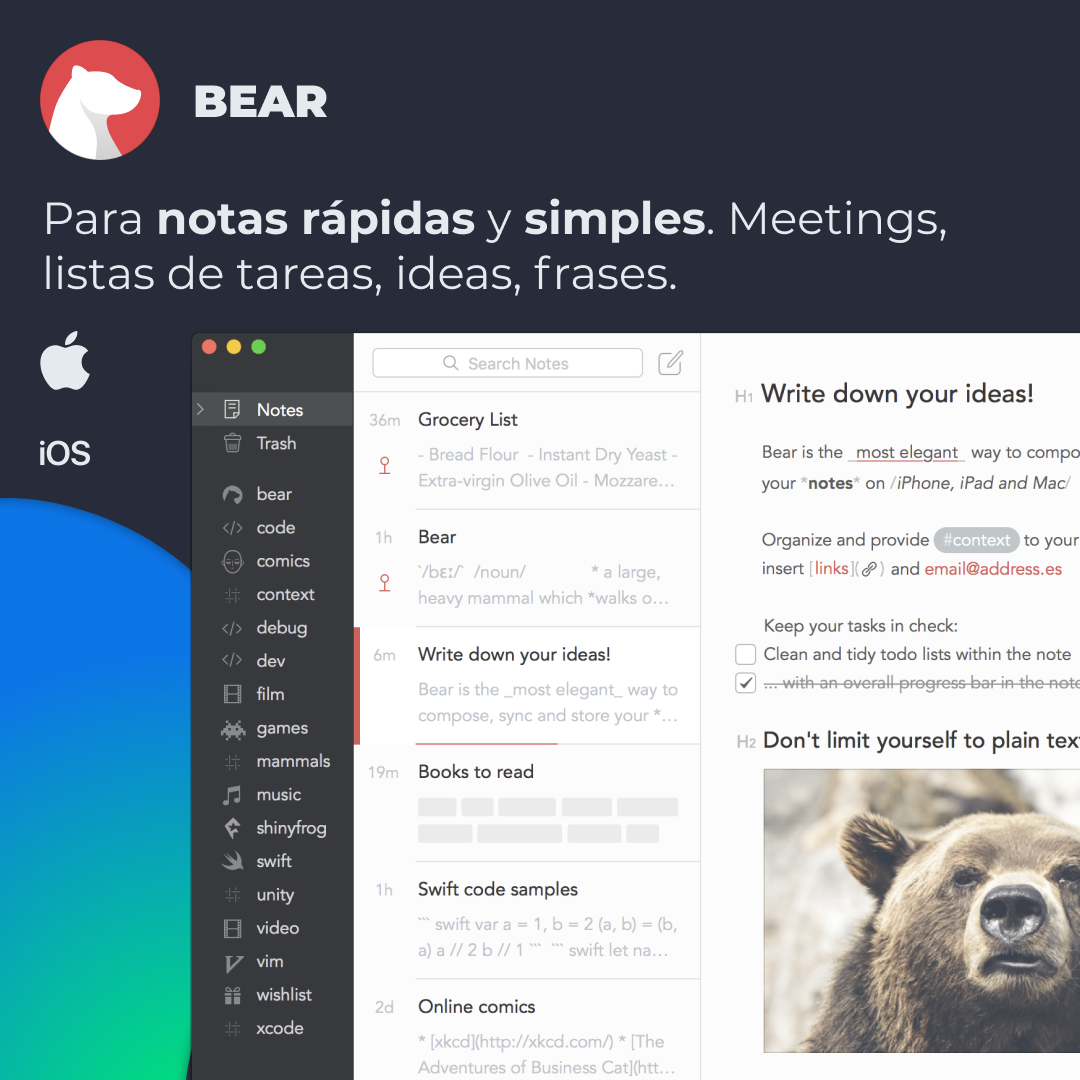 BEAR
Para notas rápidas y simples. Meetings,
listas de tareas, ideas, frases.
iOS
Notes
Trash
bear
code
comics
context
debug
dev
film
games
mammals
music
shinyfrog
swift
unity
video
vim
wishlist
xcode
Search Notes
36m Grocery List
- Bread Flour - Instant Dry Yeast -
Extra-virgin Olive Oil - Mozzare...
1h Bear
`/bɛː/` /noun/ * a large,
heavy mammal which *walks o...
6m Write down your ideas!
Bear is the _most elegant_ way to
compose, sync and store your *...
19m Books to read
1h Swift code samples
``` swift var a = 1, b = 2 (a, b) = (b,
a) a // 2 b // 1 ``` ``` swift let na...
2d Online comics
* [xkcd](http://xkcd.com/) * [The
Adventures of Business Cat](htt...
H1 Write down your ideas!
Bear is the _most elegant_ way to compo
your *notes* on /iPhone, iPad and Mac/
Organize and provide #context to your
insert [links]() and email@address.es
Keep your tasks in check:
Clean and tidy todo lists within the note
... with an overall progress bar in the note
H2 Don't limit yourself to plain tex